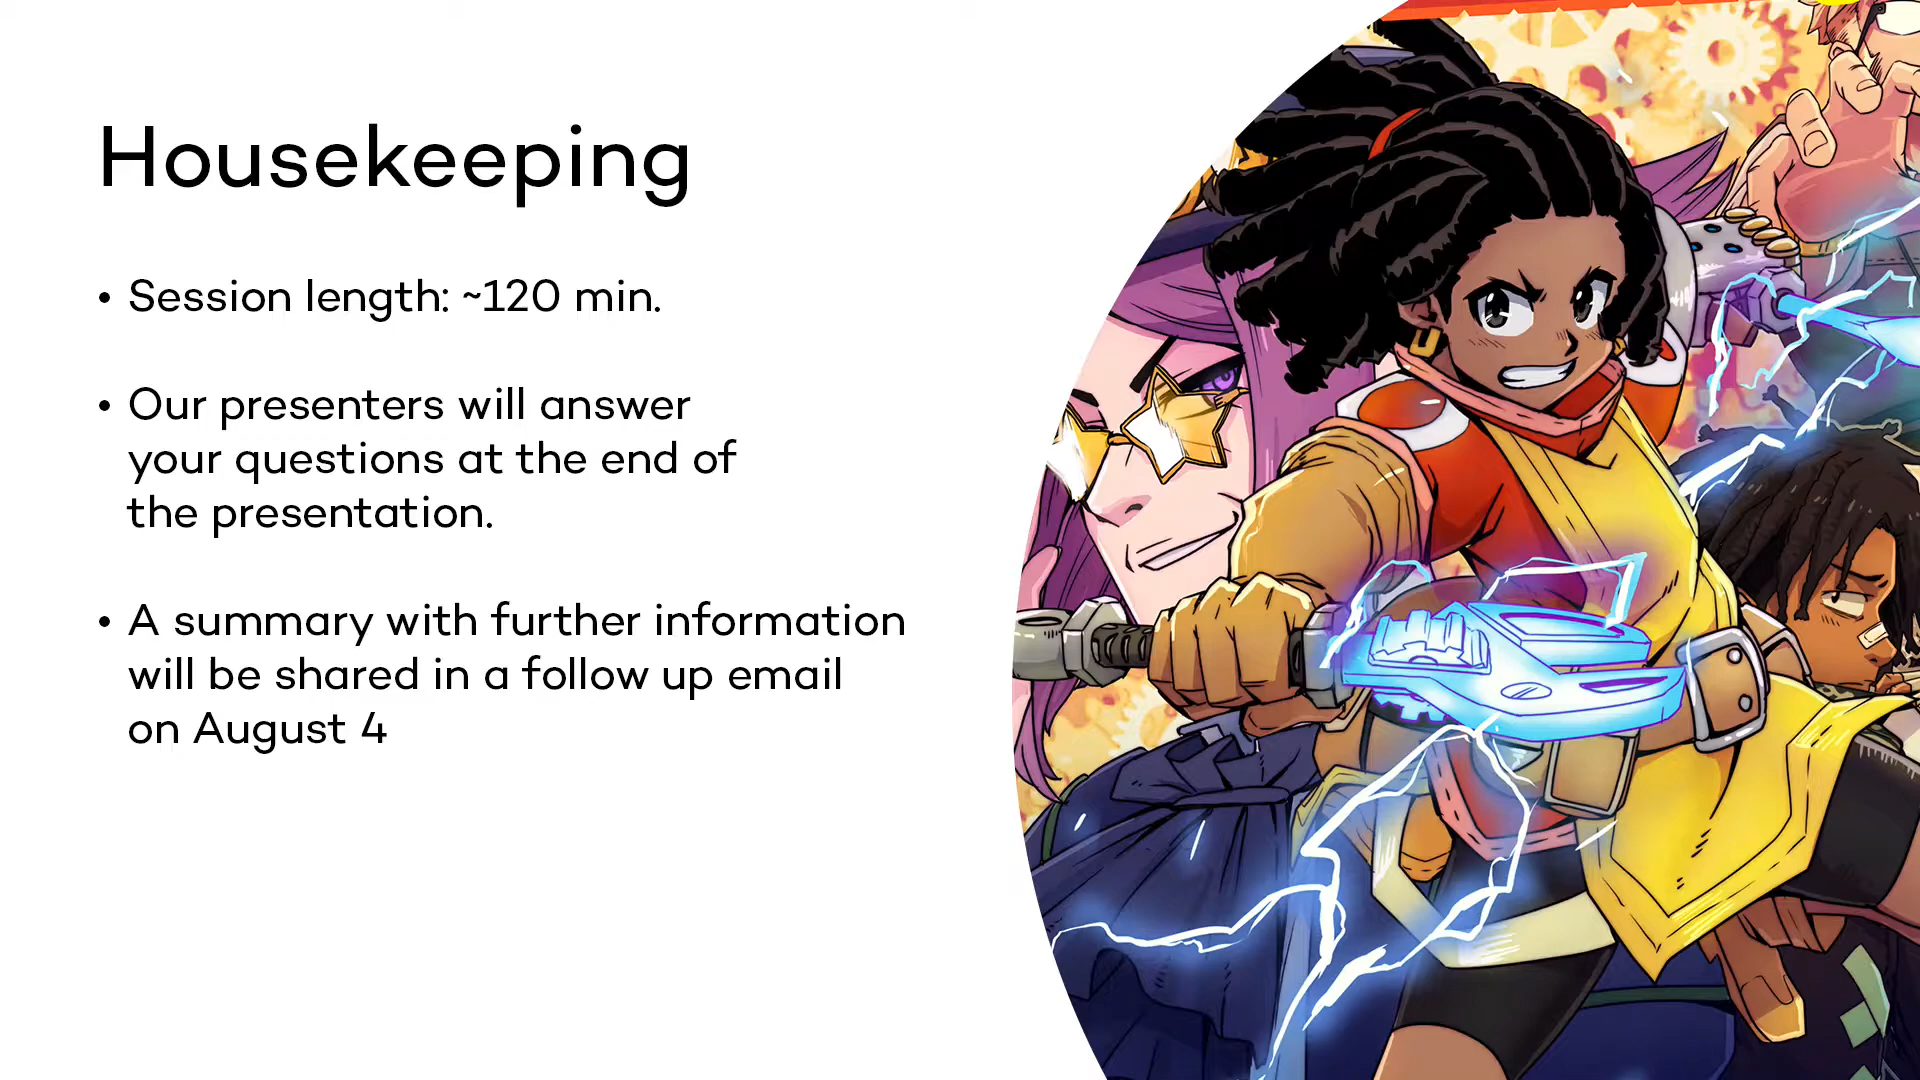 Housekeeping
• Session length: ~120 min.
• Our presenters will answer
your questions at the end of
the presentation.
• A summary with further information
will be shared in a follow up email
on August 4